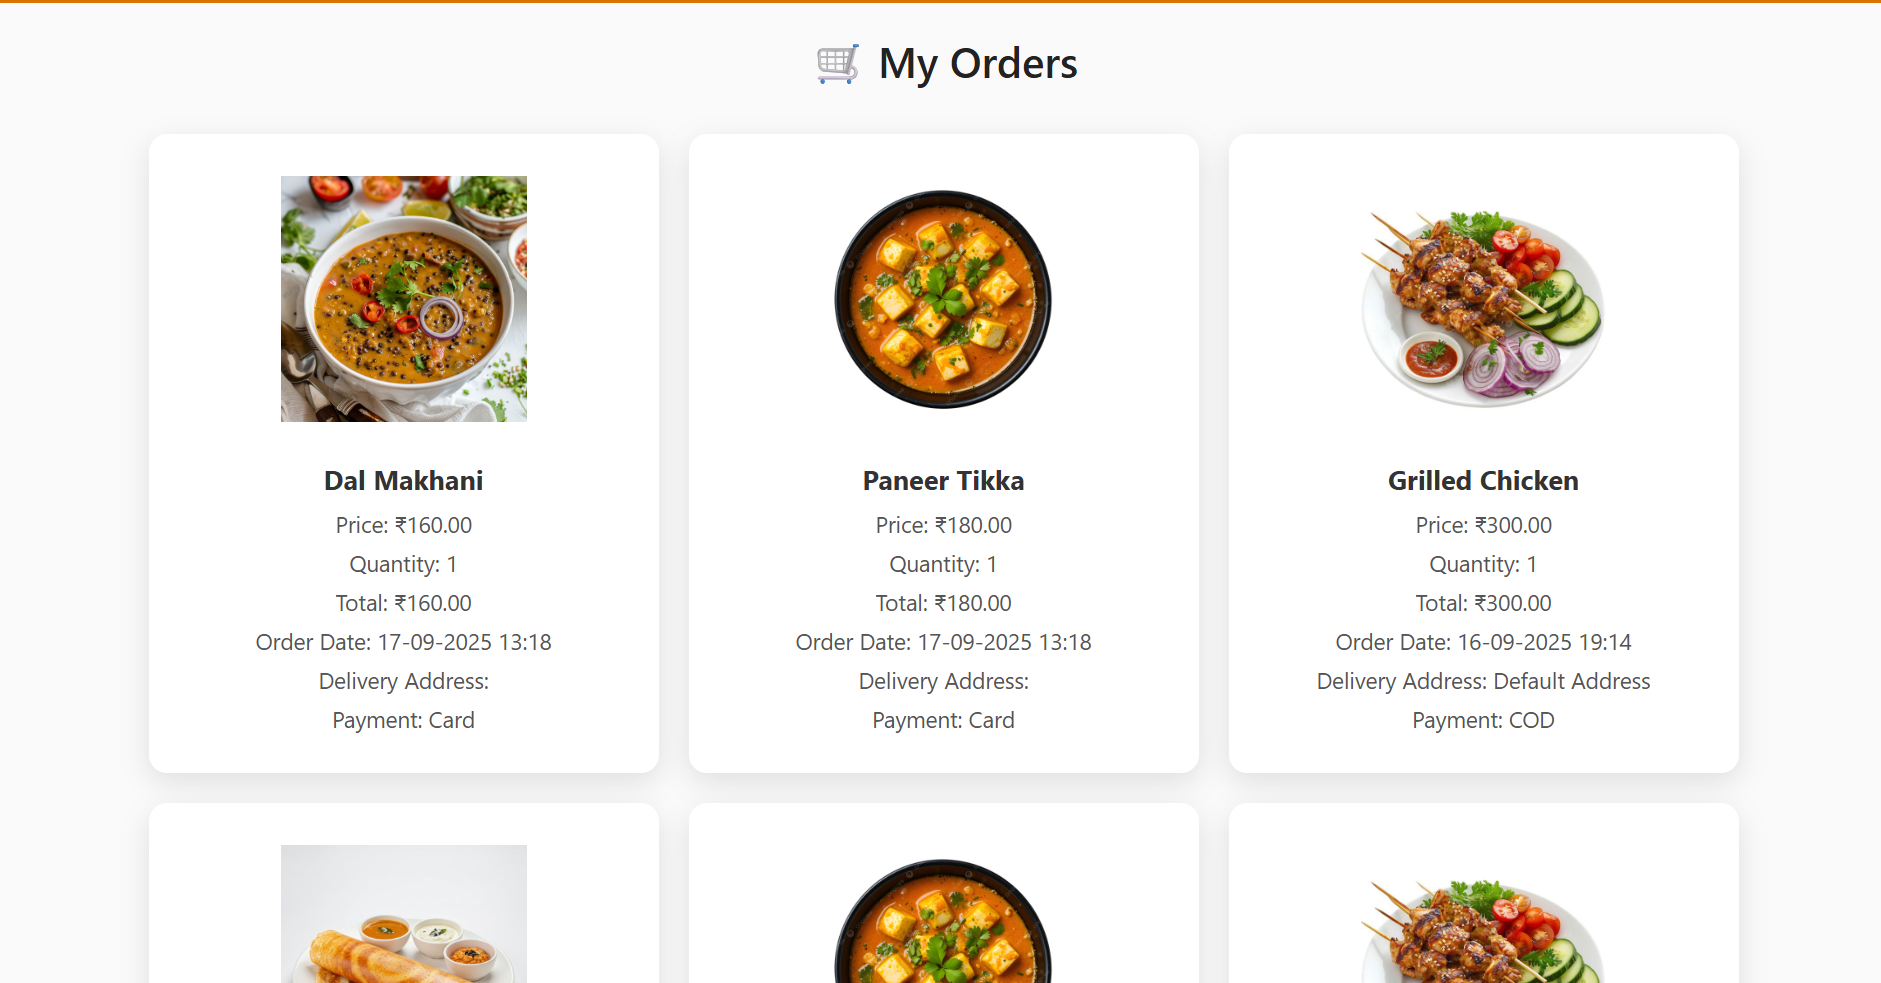 My Orders
Dal Makhani
Price: ₹160.00
Quantity: 1
Total: ₹160.00
Order Date: 17-09-2025 13:18
Delivery Address:
Payment: Card
Paneer Tikka
Price: ₹180.00
Quantity: 1
Total: ₹180.00
Order Date: 17-09-2025 13:18
Delivery Address:
Payment: Card
Grilled Chicken
Price: ₹300.00
Quantity: 1
Total: ₹300.00
Order Date: 16-09-2025 19:14
Delivery Address: Default Address
Payment: COD